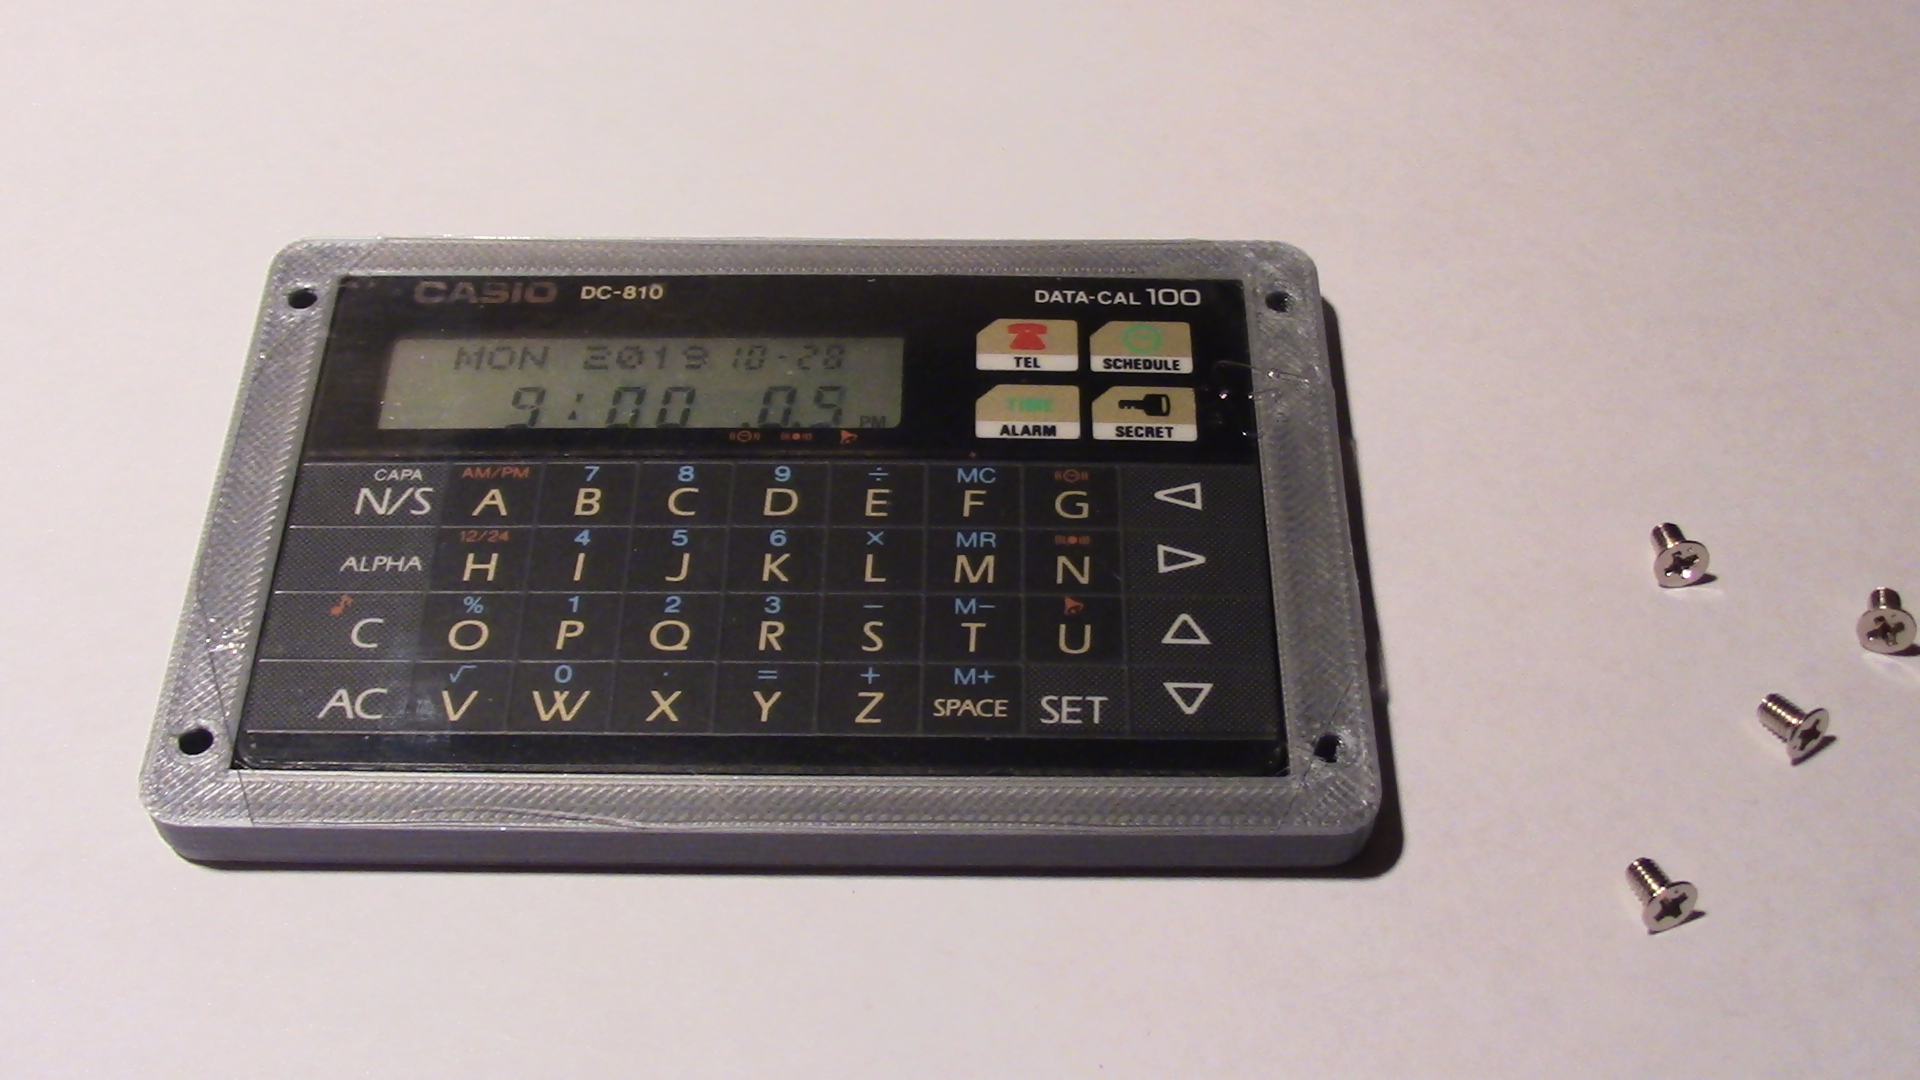 CASIO DC-810 DATA-CAL 100
MON 2019 10-28
9:00 09 PM
TEL SCHEDULE
TIME
ALARM SECRET
CAPA AM/PM 7 8 9 ÷ MC
N/S A B C D E F G
12/24 4 5 6 × MR
ALPHA H I J K L M N
% 1 2 3 − M−
C O P Q R S T U
√ 0 · = + M+
AC V W X Y Z SPACE SET